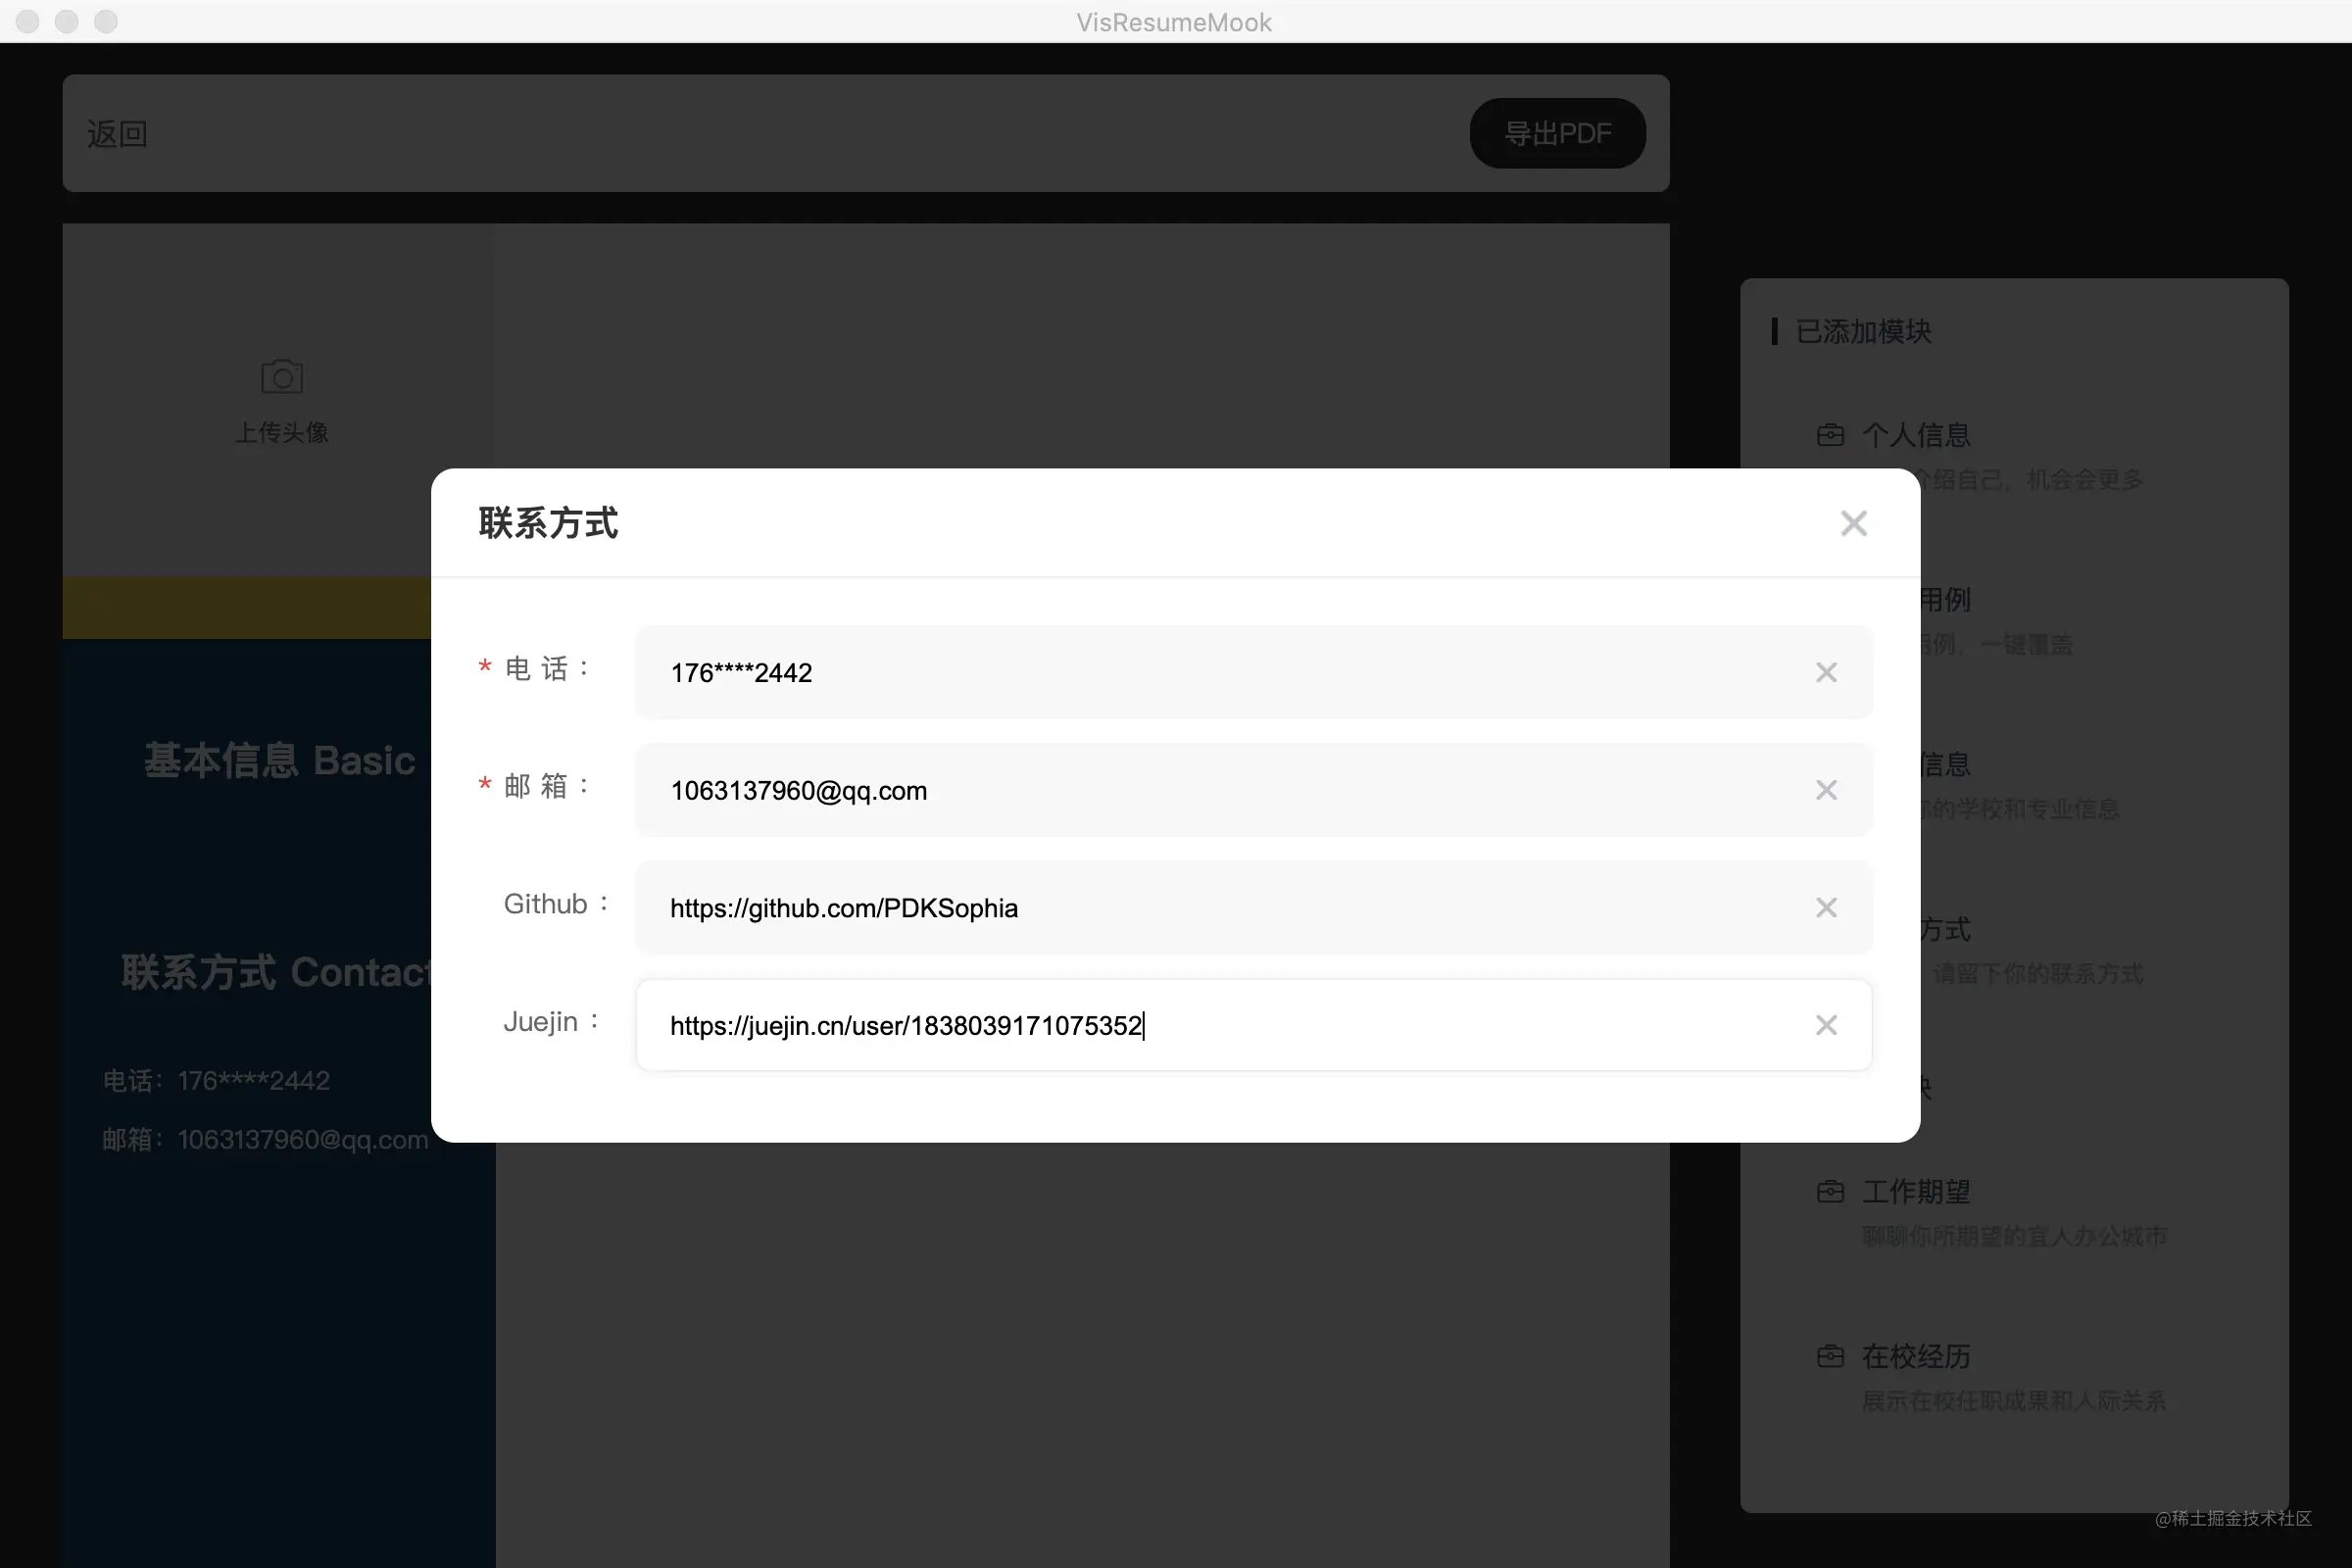 VisResumeMook
返回
导出PDF
上传头像
基本信息 Basic
联系方式 Contact
电话：176****2442
邮箱：1063137960@qq.com
联系方式
* 电 话 ：
176****2442
* 邮 箱 ：
1063137960@qq.com
Github ：
https://github.com/PDKSophia
Juejin ：
https://juejin.cn/user/1838039171075352
已添加模块
个人信息
介绍自己，机会会更多
用例
用例，一键覆盖
信息
你的学校和专业信息
方式
请留下你的联系方式
块
工作期望
聊聊你所期望的宜人办公城市
在校经历
展示在校任职成果和人际关系
@稀土掘金技术社区